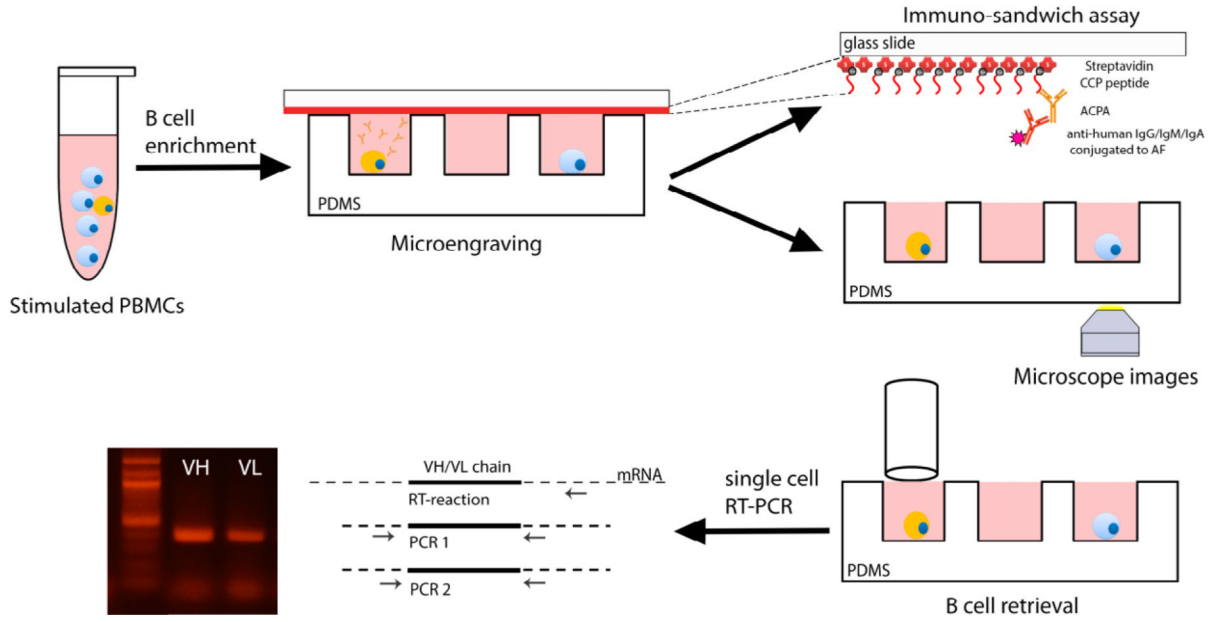 Immuno-sandwich assay
glass slide
S S S S S S S S S S
Streptavidin
CCP peptide
ACPA
anti-human IgG/IgM/IgA
conjugated to AF
B cell
enrichment
PDMS
Microengraving
Stimulated PBMCs
PDMS
Microscope images
VH VL
VH/VL chain
mRNA
RT-reaction
PCR 1
PCR 2
single cell
RT-PCR
PDMS
B cell retrieval